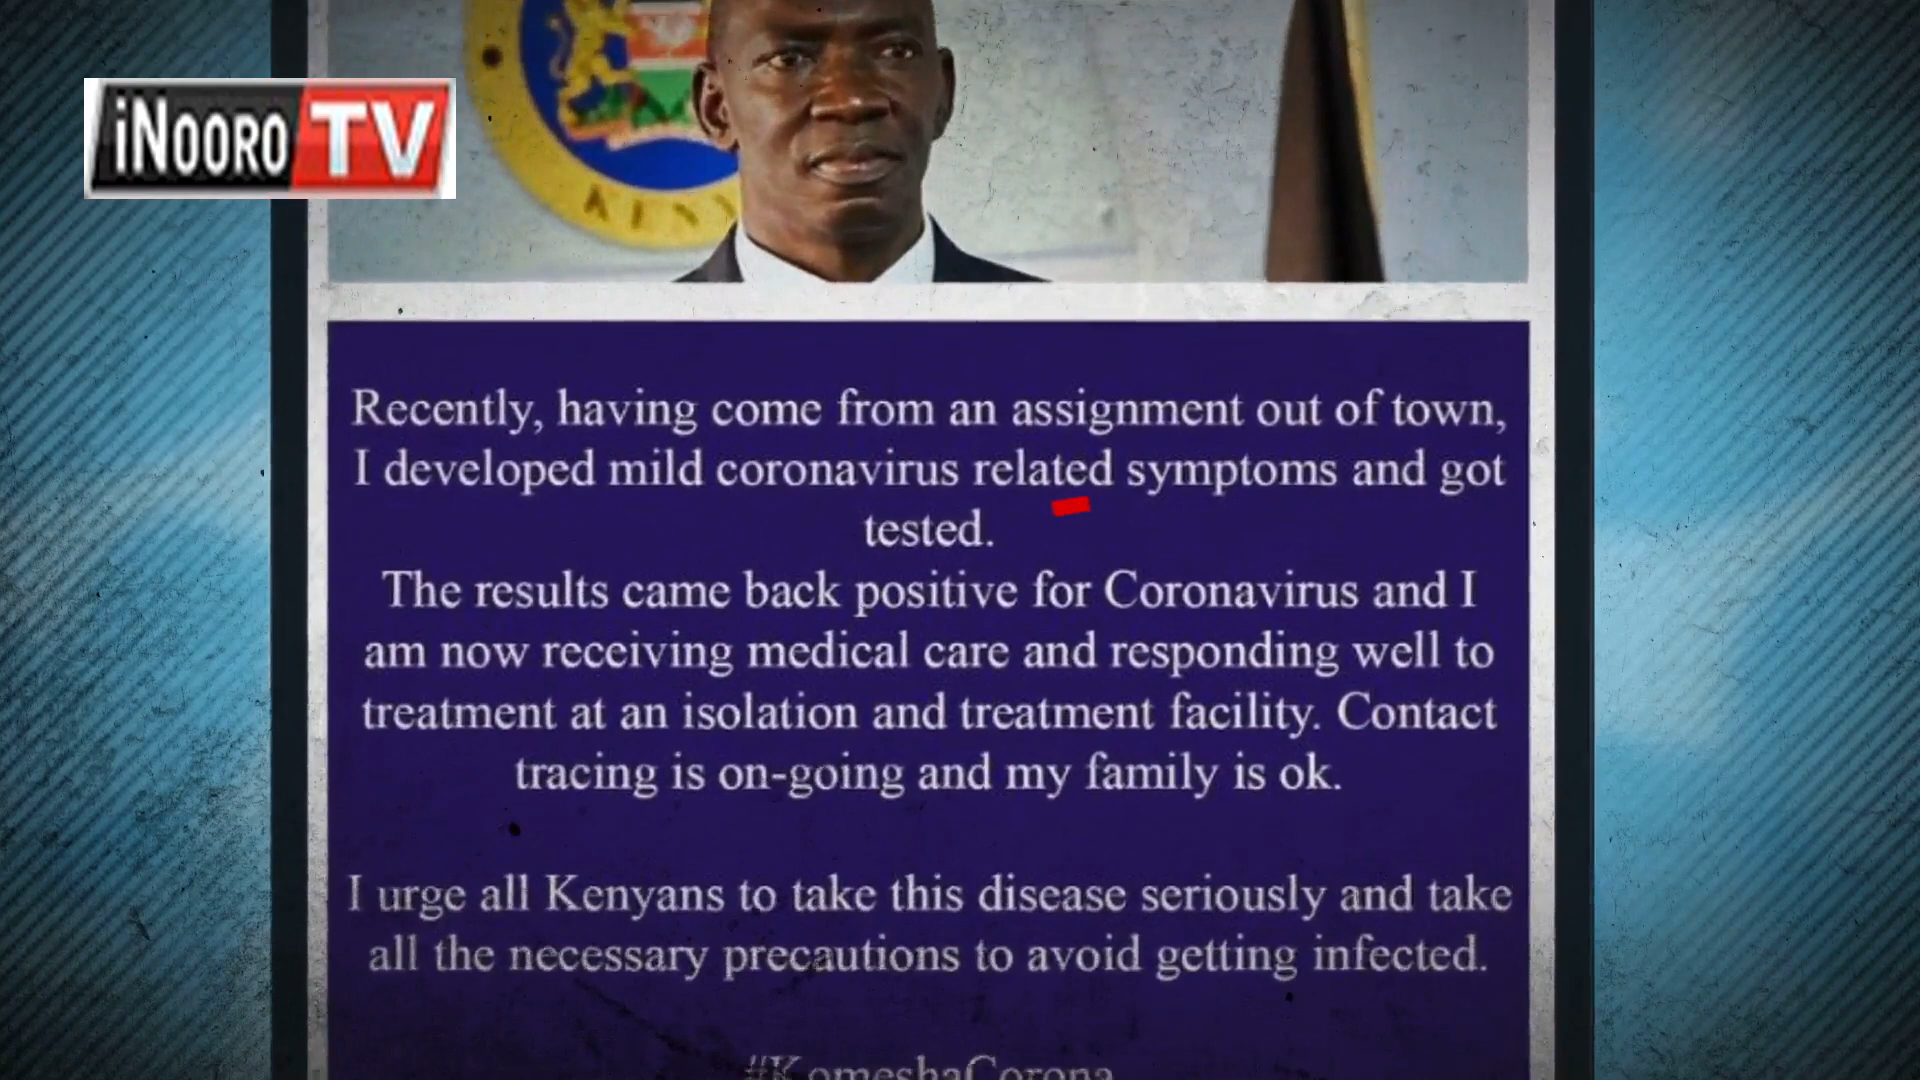 iNOORO TV
KENY
Recently, having come from an assignment out of town,
I developed mild coronavirus related symptoms and got
tested.
The results came back positive for Coronavirus and I
am now receiving medical care and responding well to
treatment at an isolation and treatment facility. Contact
tracing is on-going and my family is ok.
I urge all Kenyans to take this disease seriously and take
all the necessary precautions to avoid getting infected.
#KomeshaCorona